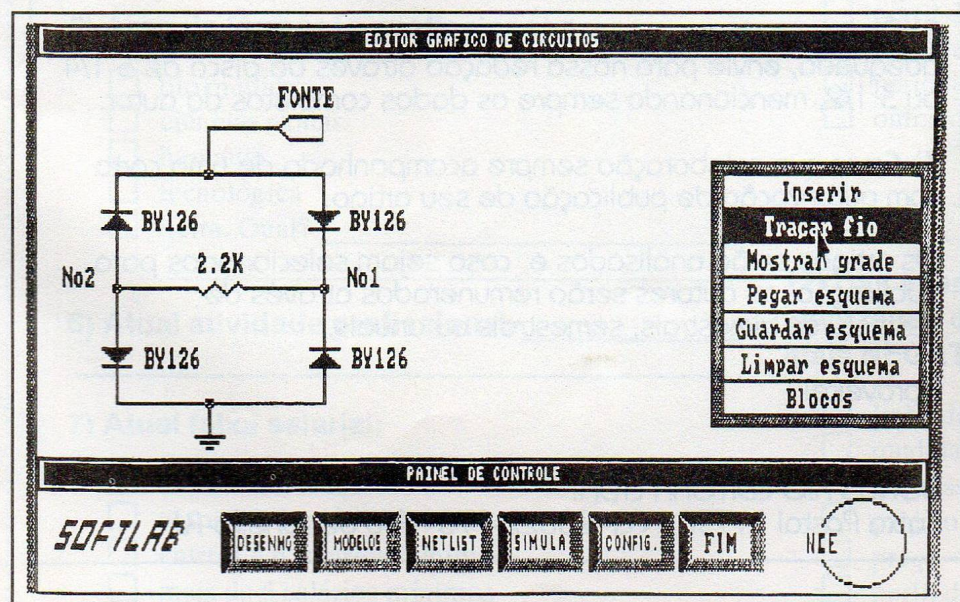 EDITOR GRAFICO DE CIRCUITOS
FONTE
BY126
BY126
No2
2.2K
No1
BY126
BY126
Inserir
Traçar fio
Mostrar grade
Pegar esquema
Guardar esquema
Limpar esquema
Blocos
PAINEL DE CONTROLE
SOFTLAB
DESENHO
MODELOS
NETLIST
SIMULA
CONFIG.
FIM
NCE